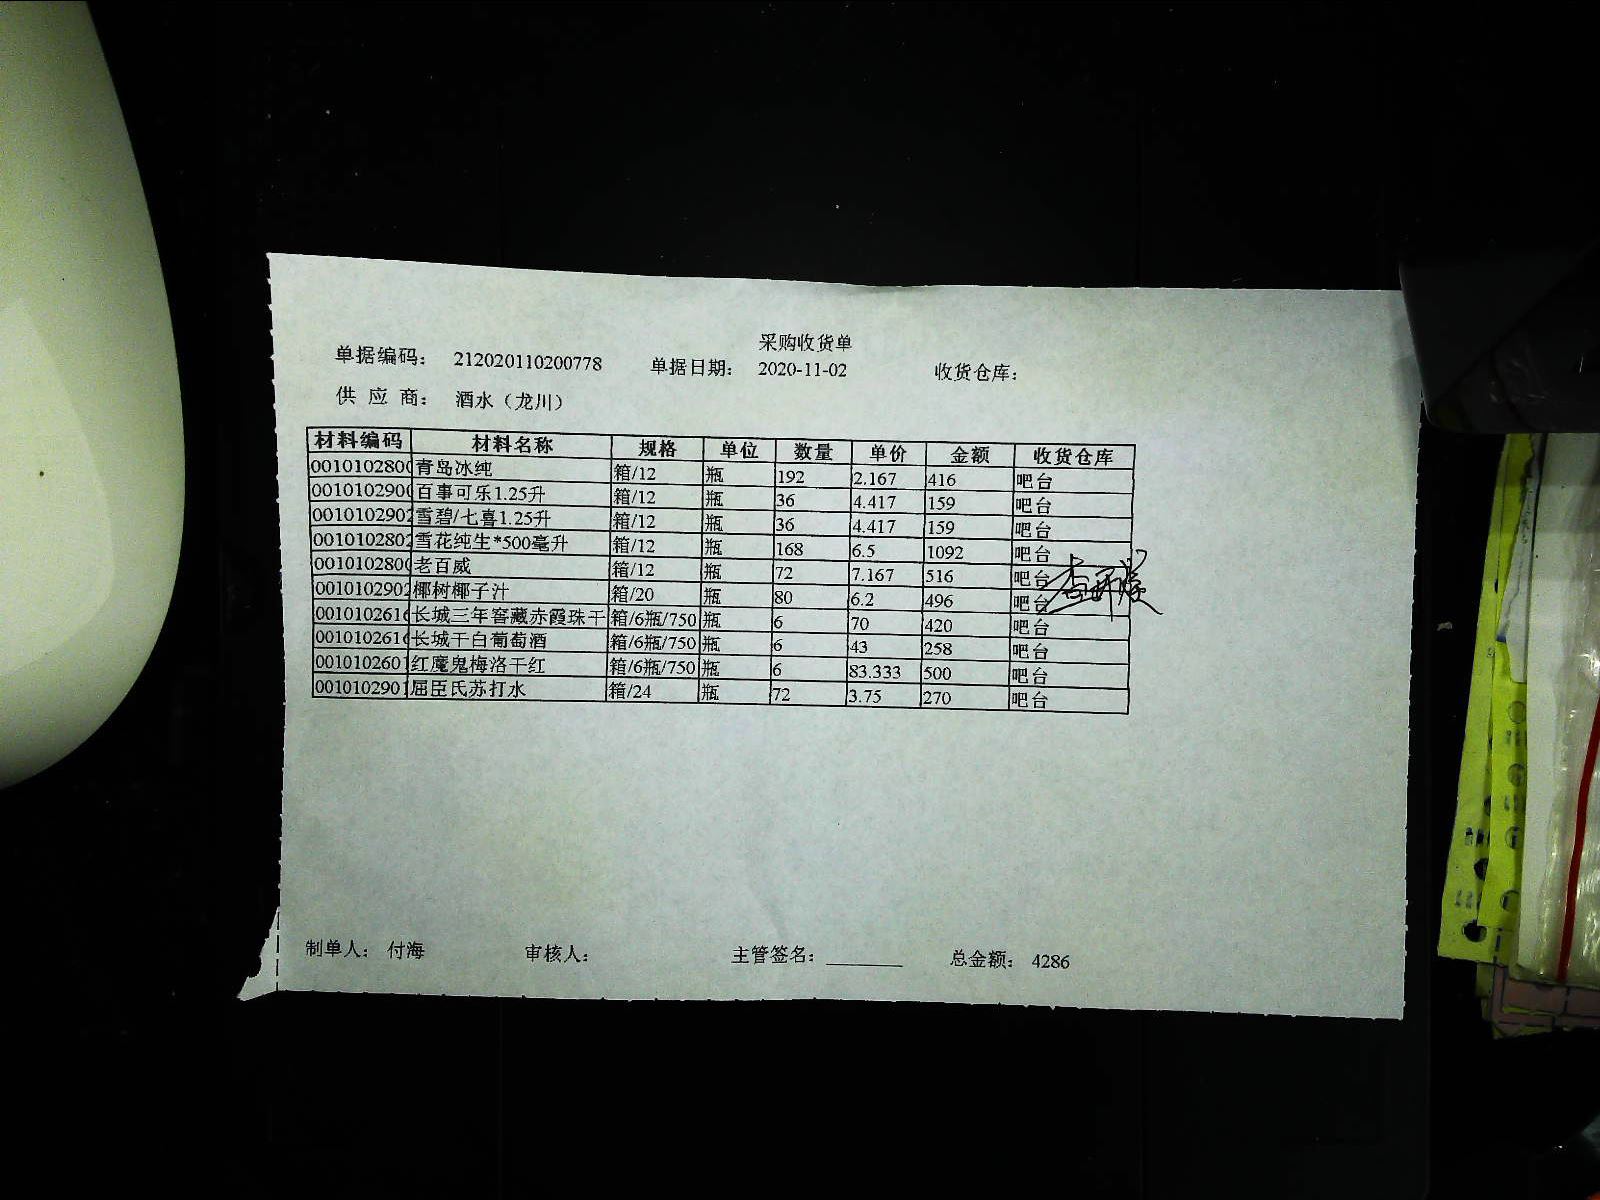 采购收货单
单据编码： 212020110200778 单据日期： 2020-11-02 收货仓库：
供 应 商： 酒水（龙川）
材料编码 材料名称 规格 单位 数量 单价 金额 收货仓库
0010102800 青岛冰纯 箱/12 瓶 192 2.167 416 吧台
0010102900 百事可乐1.25升 箱/12 瓶 36 4.417 159 吧台
0010102902 雪碧/七喜1.25升 箱/12 瓶 36 4.417 159 吧台
0010102802 雪花纯生*500毫升 箱/12 瓶 168 6.5 1092 吧台
0010102800 老百威 箱/12 瓶 72 7.167 516 吧台
0010102902 椰树椰子汁 箱/20 瓶 80 6.2 496 吧台
0010102616 长城三年窖藏赤霞珠干 箱/6瓶/750 瓶 6 70 420 吧台
0010102616 长城干白葡萄酒 箱/6瓶/750 瓶 6 43 258 吧台
0010102601 红魔鬼梅洛干红 箱/6瓶/750 瓶 6 83.333 500 吧台
0010102901 屈臣氏苏打水 箱/24 瓶 72 3.75 270 吧台
制单人： 付海 审核人： 主管签名： 总金额： 4286